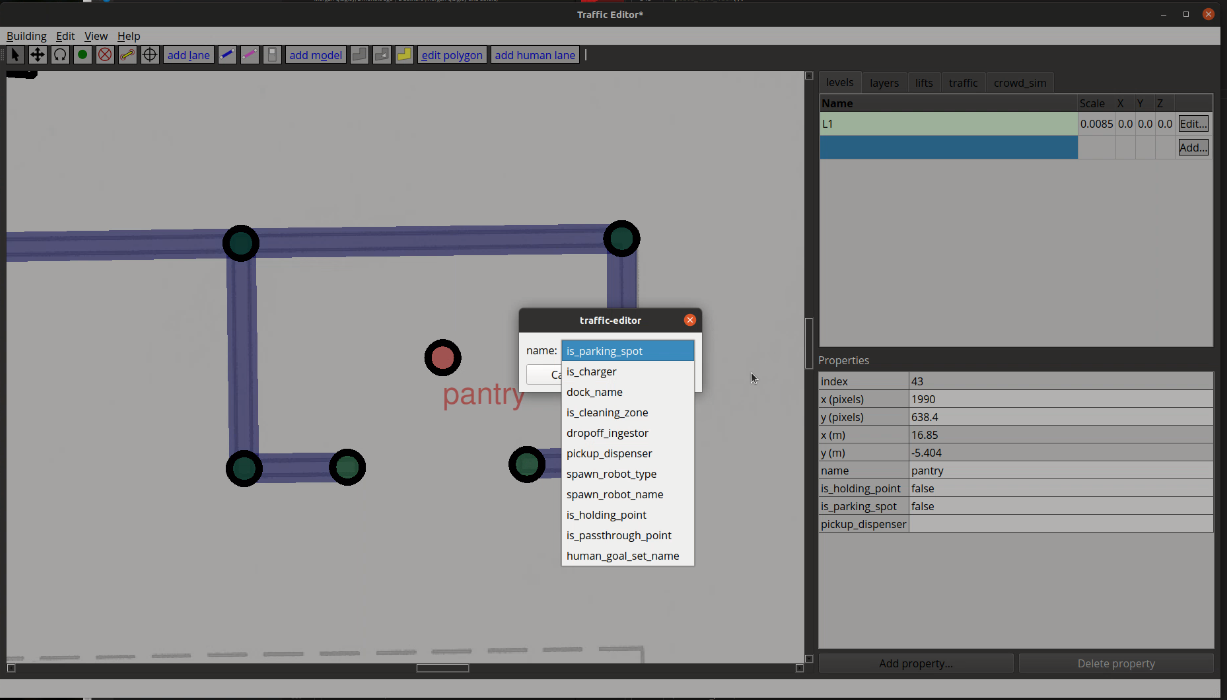 Traffic Editor*
Building Edit View Help
add lane add model edit polygon add human lane
levels layers lifts traffic crowd_sim
Name Scale X Y Z
L1 0.0085 0.0 0.0 0.0 Edit...
Add...
pantry
traffic-editor
name: is_parking_spot
is_charger
dock_name
is_cleaning_zone
dropoff_ingestor
pickup_dispenser
spawn_robot_type
spawn_robot_name
is_holding_point
is_passthrough_point
human_goal_set_name
Properties
index 43
x (pixels) 1990
y (pixels) 638.4
x (m) 16.85
y (m) -5.404
name pantry
is_holding_point false
is_parking_spot false
pickup_dispenser
Add property... Delete property